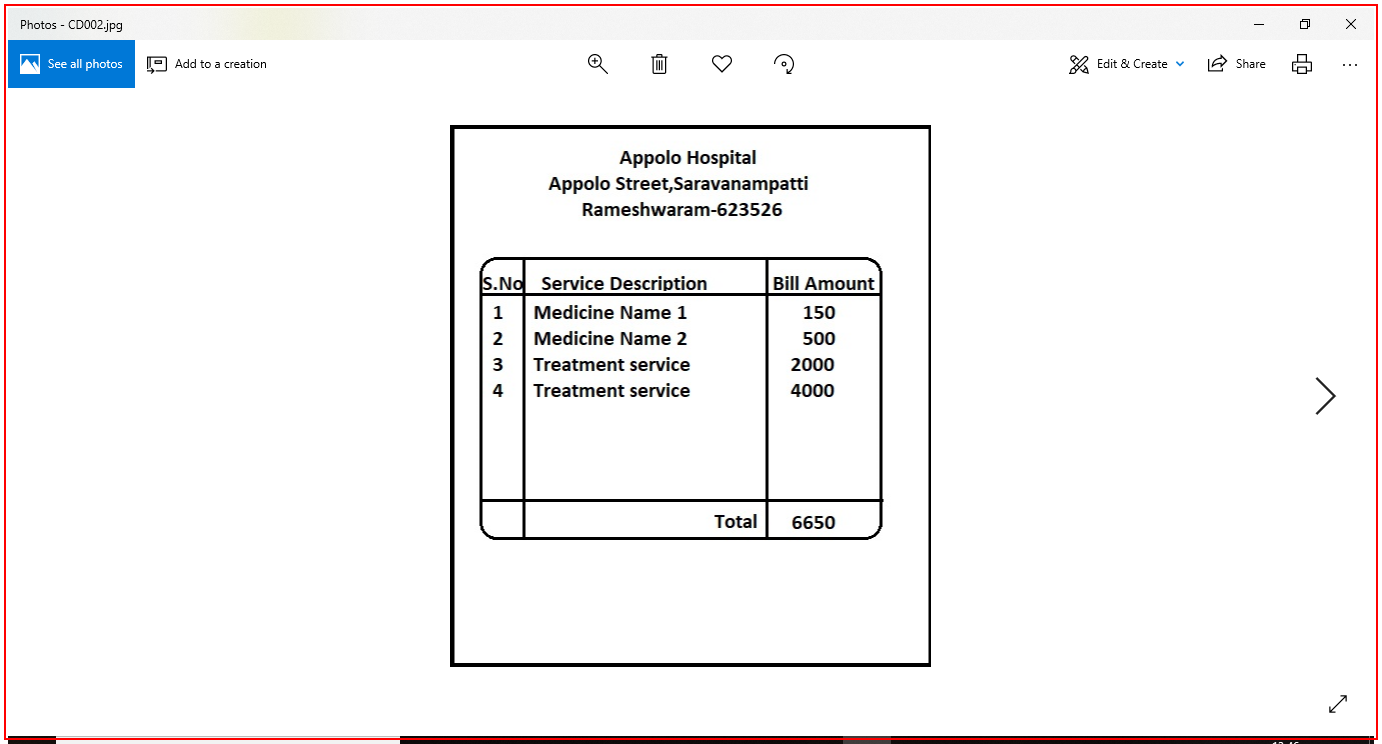 Photos - CD002.jpg
See all photos
Add to a creation
Edit & Create
Share
Appolo Hospital
Appolo Street,Saravanampatti
Rameshwaram-623526
S.No Service Description Bill Amount
1 Medicine Name 1 150
2 Medicine Name 2 500
3 Treatment service 2000
4 Treatment service 4000
Total 6650